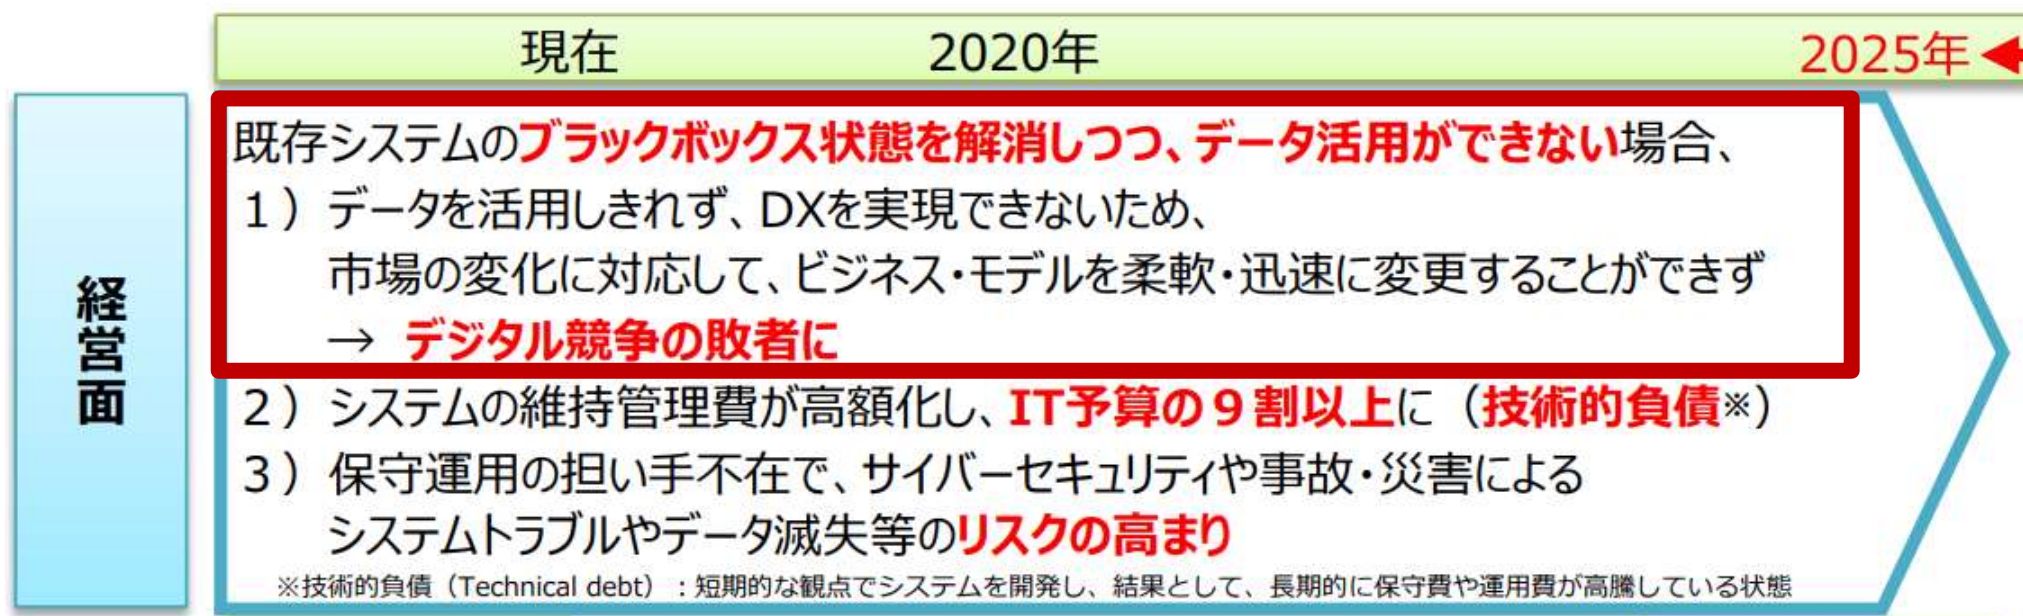 現在 2020年 2025年
経営面
既存システムのブラックボックス状態を解消しつつ、データ活用ができない場合、
１）データを活用しきれず、DXを実現できないため、
市場の変化に対応して、ビジネス・モデルを柔軟・迅速に変更することができず
→ デジタル競争の敗者に
２）システムの維持管理費が高額化し、IT予算の９割以上に（技術的負債※）
３）保守運用の担い手不在で、サイバーセキュリティや事故・災害による
システムトラブルやデータ滅失等のリスクの高まり
※技術的負債（Technical debt）：短期的な観点でシステムを開発し、結果として、長期的に保守費や運用費が高騰している状態